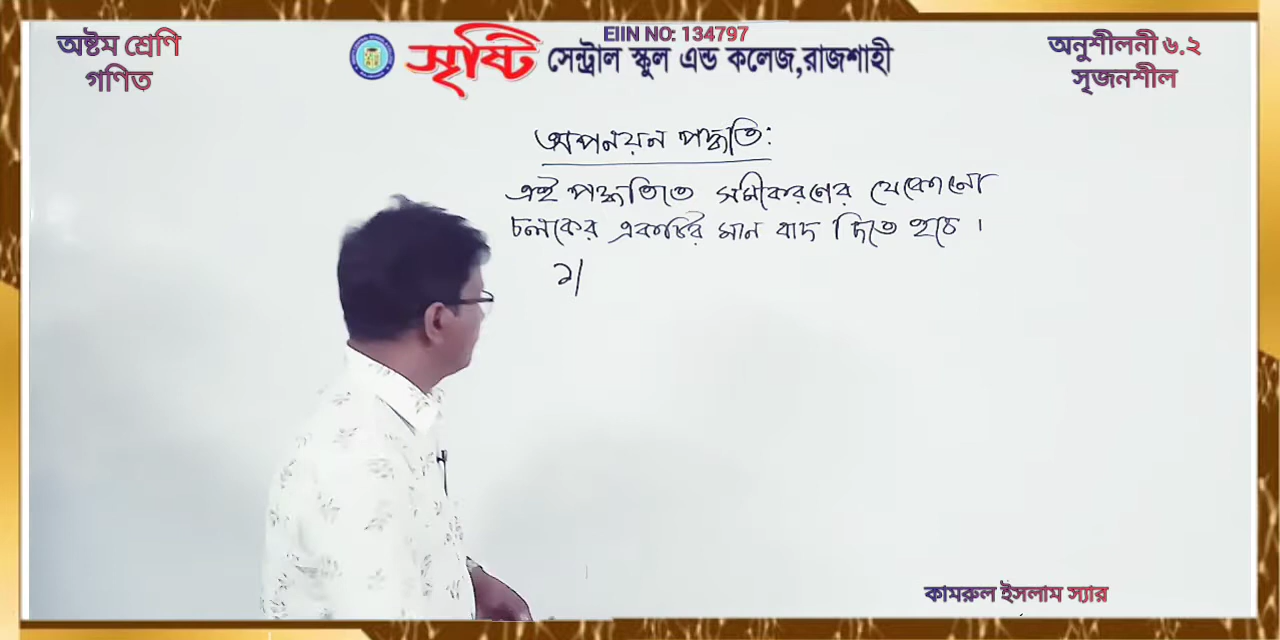 অষ্টম শ্রেণি
গণিত
EIIN NO: 134797
সৃষ্টি সেন্ট্রাল স্কুল এন্ড কলেজ,রাজশাহী
অনুশীলনী ৬.২
সৃজনশীল
অপনয়ন পদ্ধতি:
এই পদ্ধতিতে সমীকরণের যেকোনো
চলকের একটির মান বাদ দিতে হবে।
১|
কামরুল ইসলাম স্যার